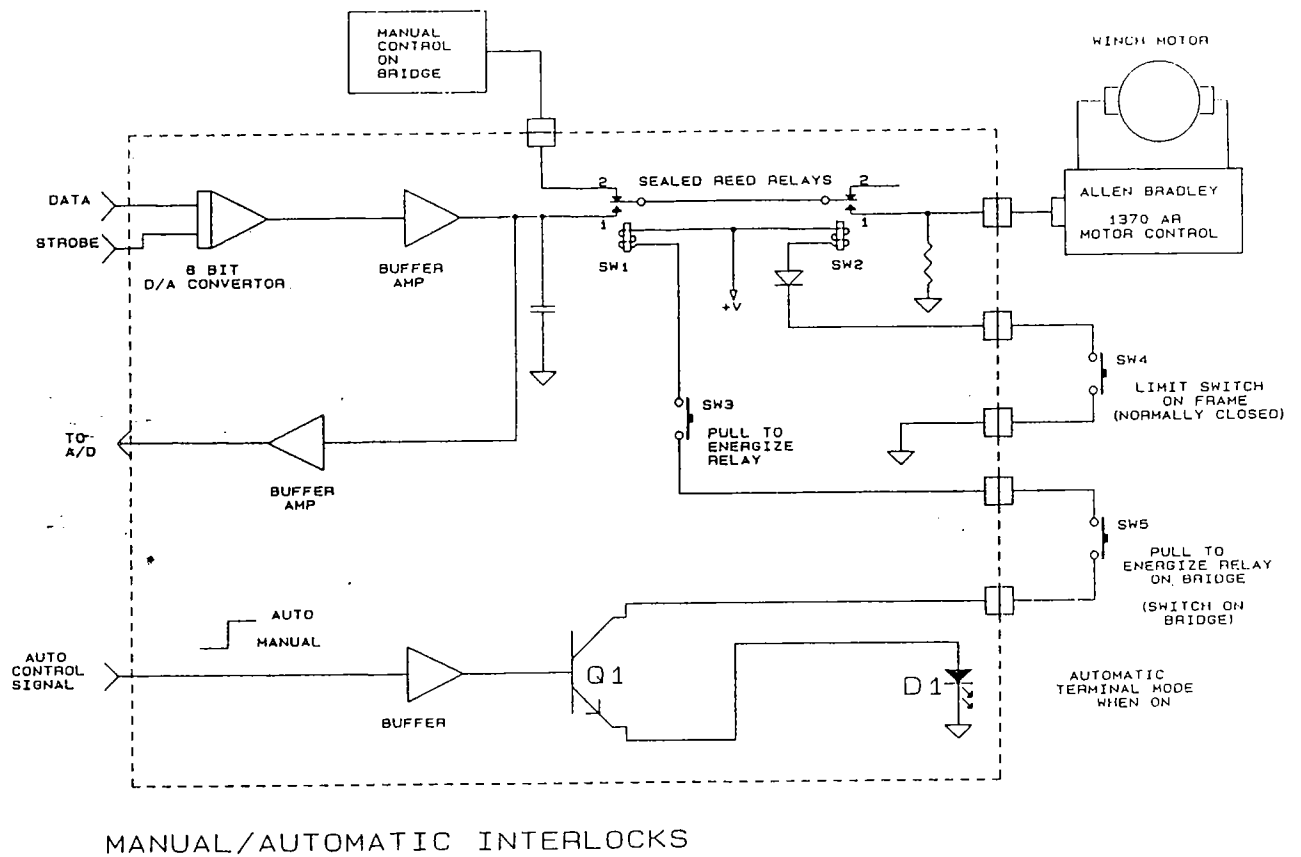 MANUAL
CONTROL
ON
BRIDGE
WINCH MOTOR
DATA
STROBE
8 BIT
D/A CONVERTOR
BUFFER
AMP
2
SEALED REED RELAYS
2
1
1
SW1
SW2
+V
ALLEN BRADLEY
1370 AR
MOTOR CONTROL
SW4
LIMIT SWITCH
ON FRAME
(NORMALLY CLOSED)
SW3
PULL TO
ENERGIZE
RELAY
TO
A/D
BUFFER
AMP
SW5
PULL TO
ENERGIZE RELAY
ON BRIDGE
(SWITCH ON
BRIDGE)
AUTO
MANUAL
AUTO
CONTROL
SIGNAL
BUFFER
Q1
D1
AUTOMATIC
TERMINAL MODE
WHEN ON
MANUAL/AUTOMATIC INTERLOCKS